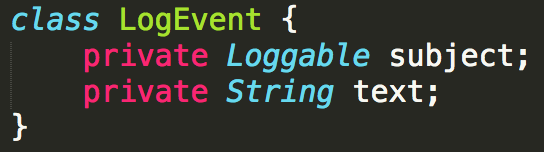 class LogEvent {
    private Loggable subject;
    private String text;
}